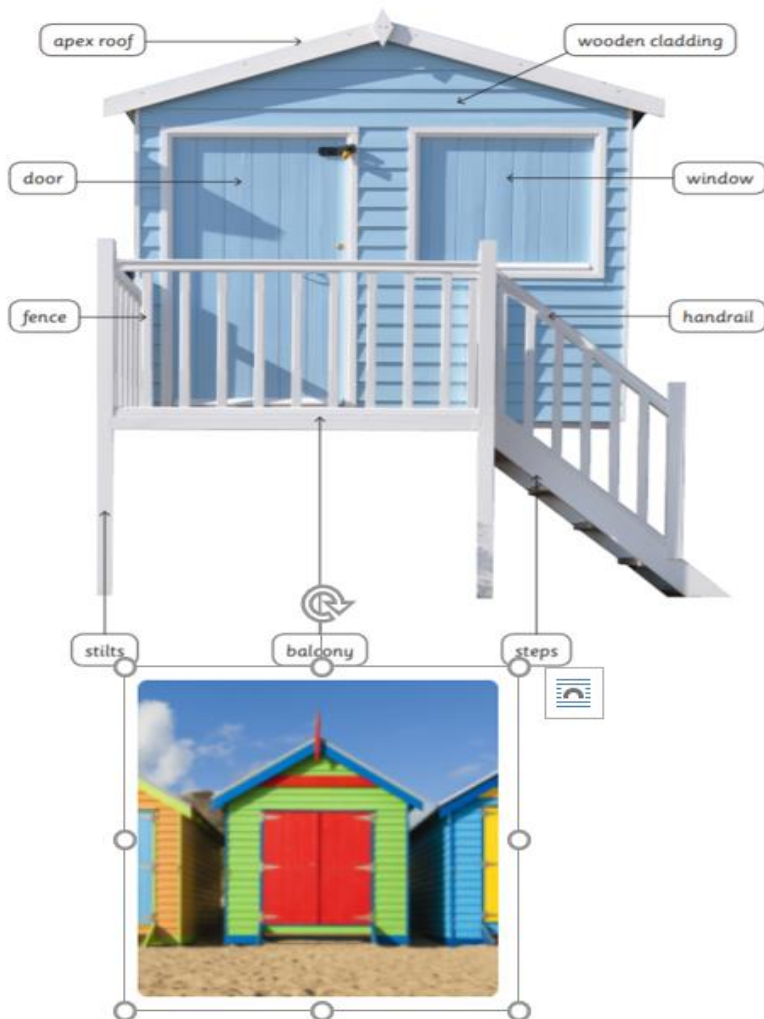 apex roof
wooden cladding
door
window
fence
handrail
stilts
balcony
steps